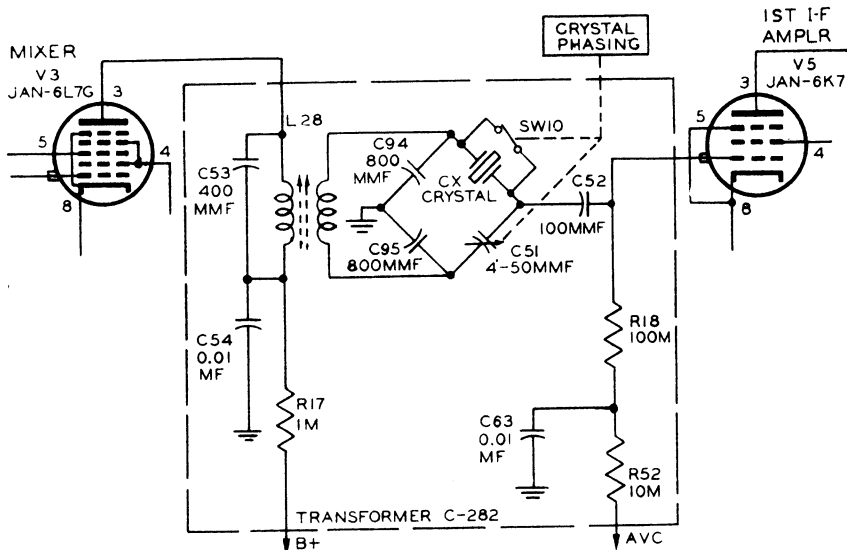 MIXER
V3
JAN-6L7G
3
5
4
8
CRYSTAL
PHASING
1ST I-F
AMPLR
V5
JAN-6K7
3
5
4
8
L28
C53
400
MMF
C94
800
MMF
SW10
CX
CRYSTAL
C52
100MMF
C95
800MMF
C51
4-50MMF
C54
0.01
MF
R17
1M
R18
100M
C63
0.01
MF
R52
10M
TRANSFORMER C-282
B+
AVC